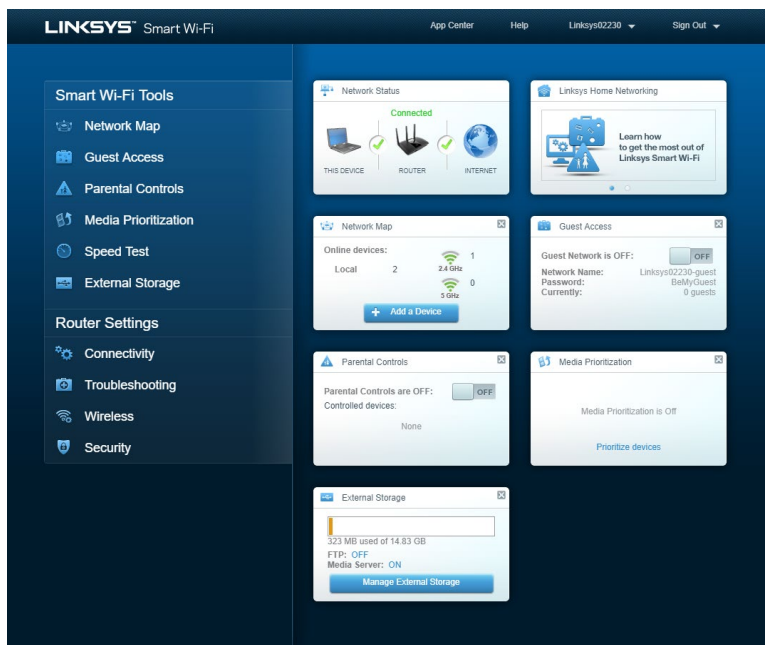 LINKSYS™ Smart Wi-Fi
App Center
Help
Linksys02230
Sign Out
Smart Wi-Fi Tools
Network Map
Guest Access
Parental Controls
Media Prioritization
Speed Test
External Storage
Router Settings
Connectivity
Troubleshooting
Wireless
Security
Network Status
Connected
THIS DEVICE
ROUTER
INTERNET
Linksys Home Networking
Learn how
to get the most out of
Linksys Smart Wi-Fi
Network Map
Online devices:
Local 2
1
2.4 GHz
0
5 GHz
+ Add a Device
Guest Access
Guest Network is OFF: OFF
Network Name: Linksys02230-guest
Password: BeMyGuest
Currently: 0 guests
Parental Controls
Parental Controls are OFF: OFF
Controlled devices:
None
Media Prioritization
Media Prioritization is Off
Prioritize devices
External Storage
323 MB used of 14.83 GB
FTP: OFF
Media Server: ON
Manage External Storage